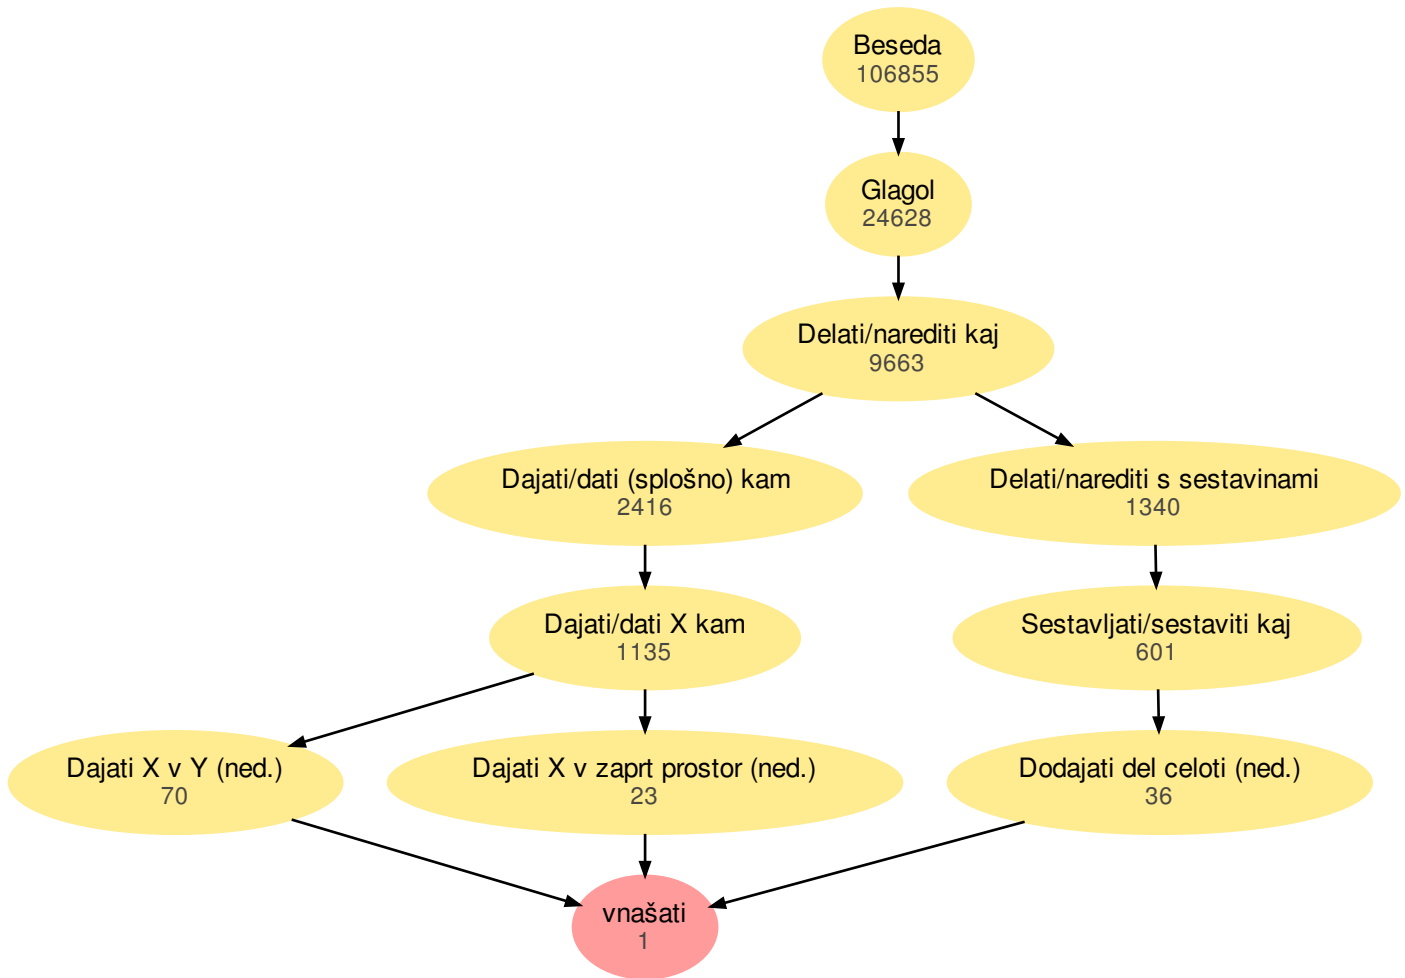 Beseda
106855
Glagol
24628
Delati/narediti kaj
9663
Dajati/dati (splošno) kam
2416
Delati/narediti s sestavinami
1340
Dajati/dati X kam
1135
Sestavljati/sestaviti kaj
601
Dajati X v Y (ned.)
70
Dajati X v zaprt prostor (ned.)
23
Dodajati del celoti (ned.)
36
vnašati
1